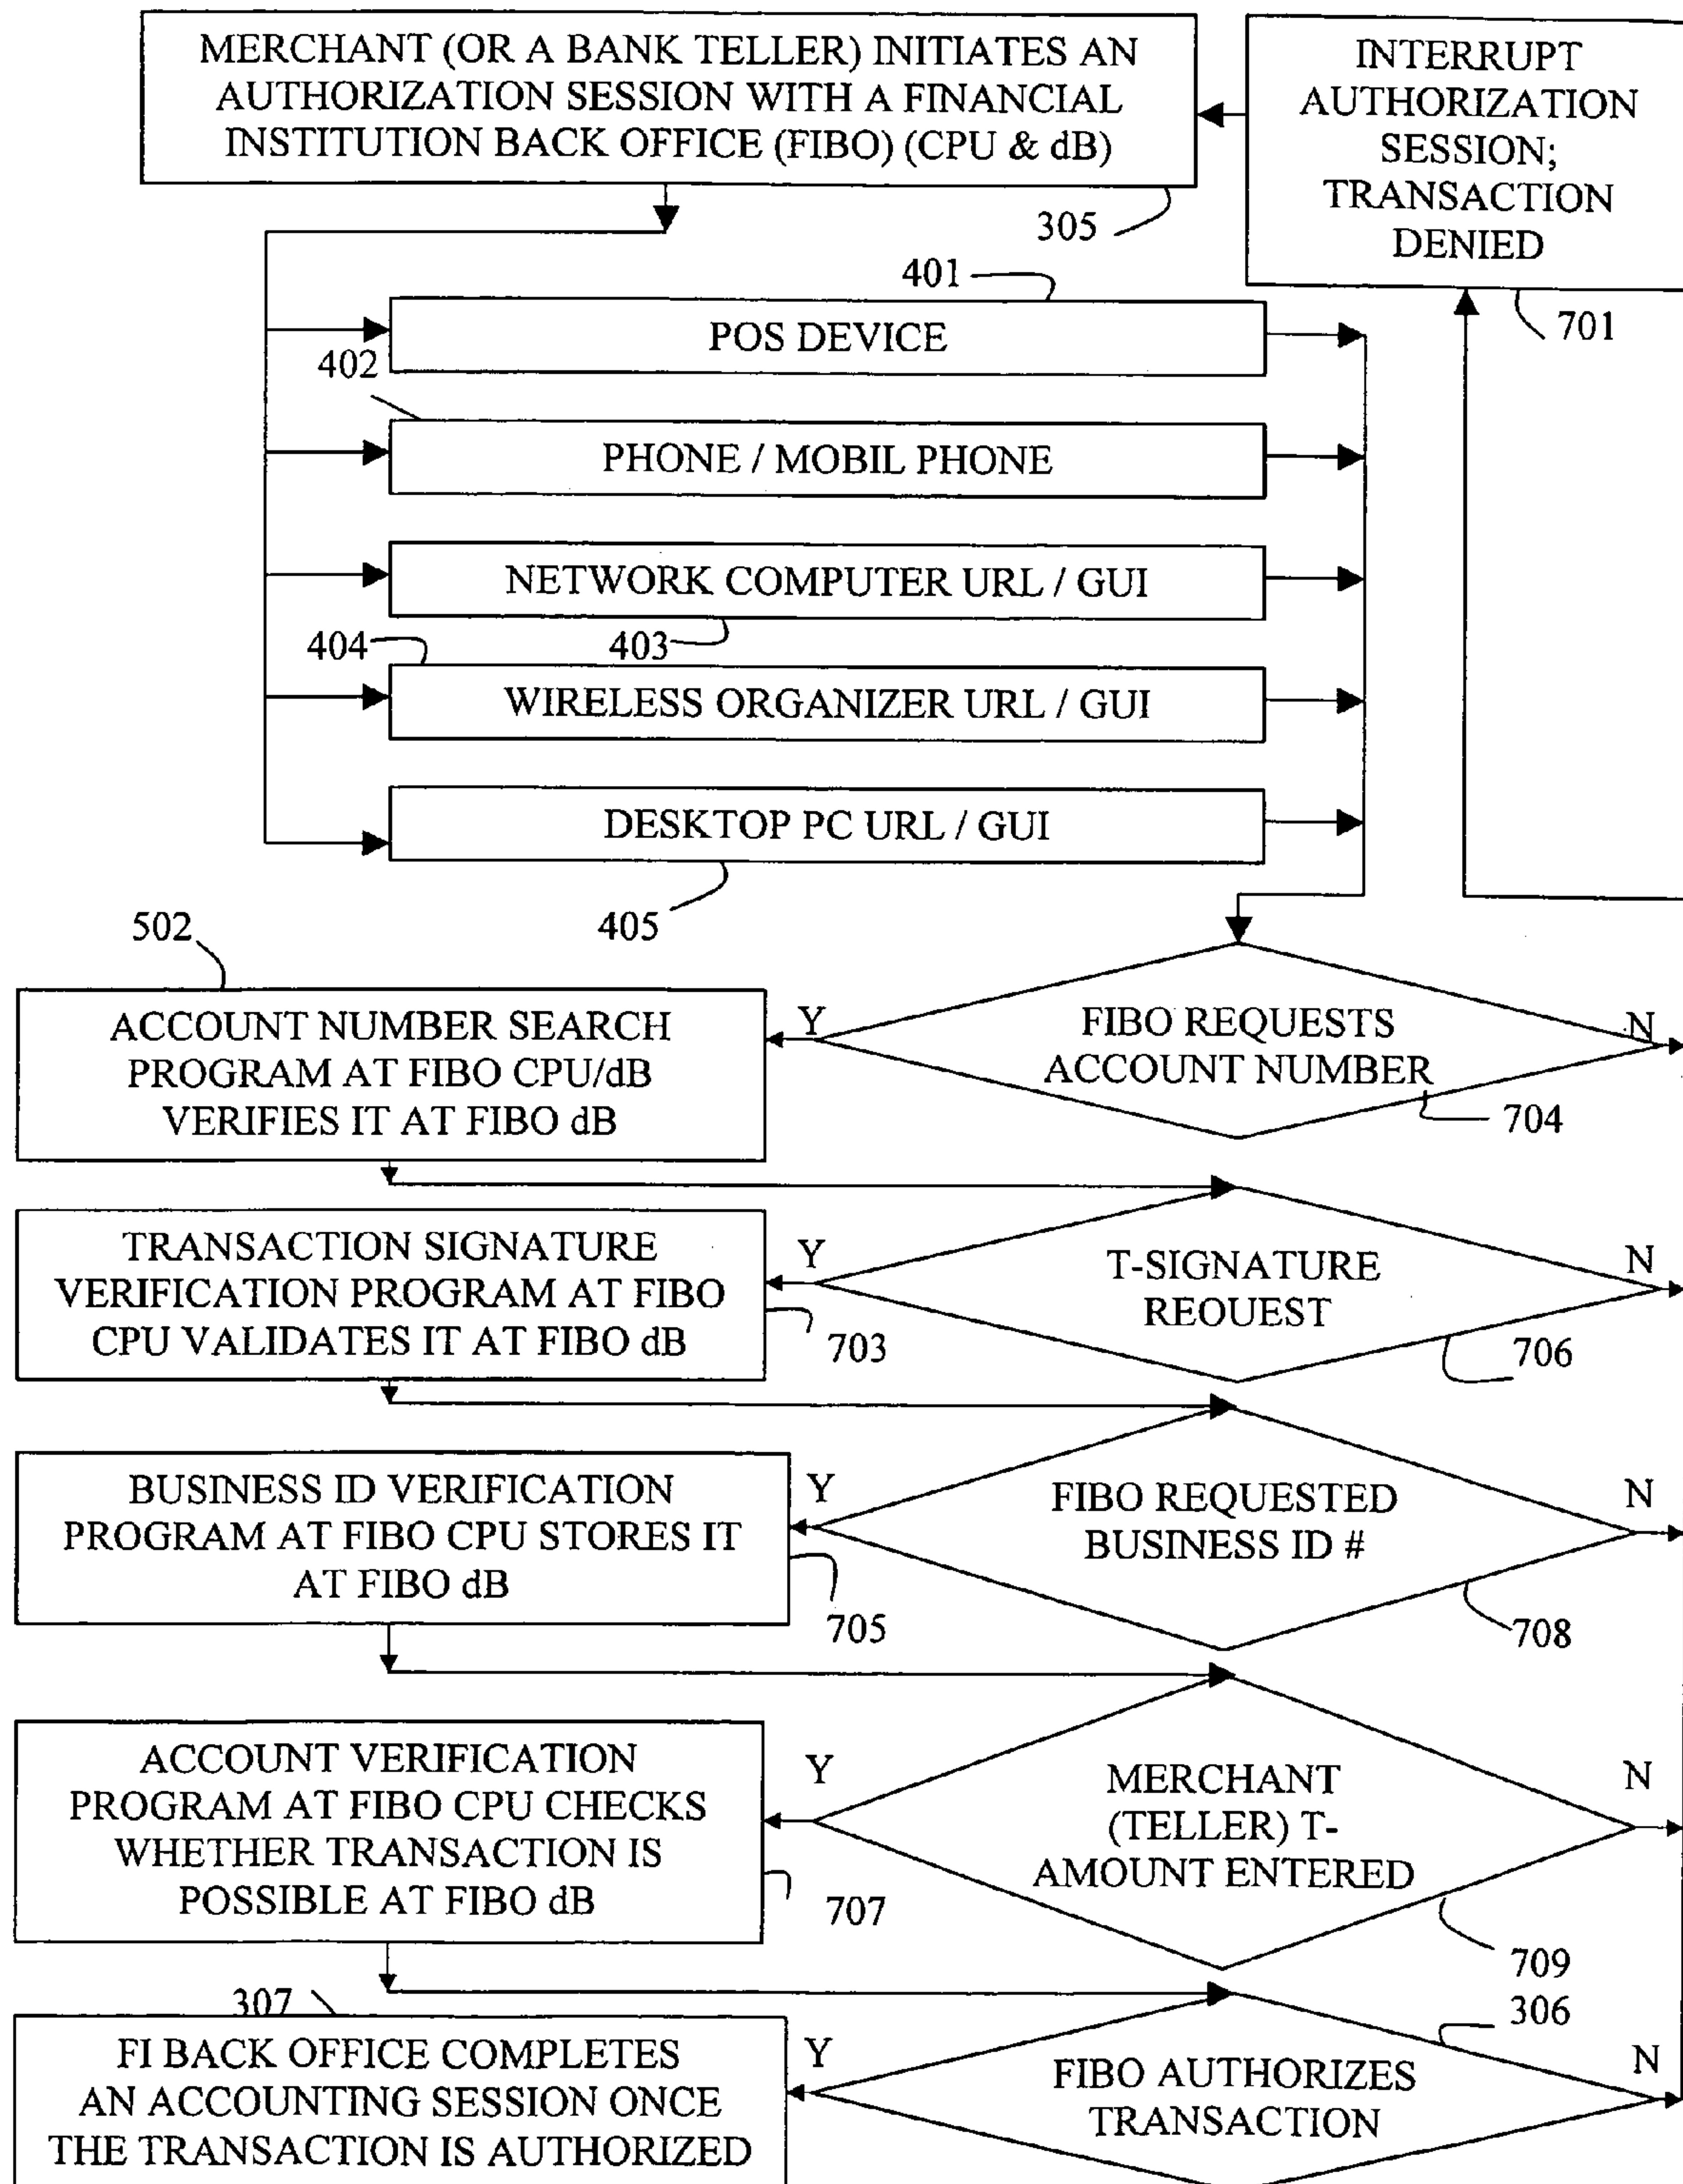 MERCHANT (OR A BANK TELLER) INITIATES AN
AUTHORIZATION SESSION WITH A FINANCIAL
INSTITUTION BACK OFFICE (FIBO) (CPU & dB)
305
INTERRUPT
AUTHORIZATION
SESSION;
TRANSACTION
DENIED
701
401
POS DEVICE
402
PHONE / MOBIL PHONE
NETWORK COMPUTER URL / GUI
403
404
WIRELESS ORGANIZER URL / GUI
DESKTOP PC URL / GUI
405
502
ACCOUNT NUMBER SEARCH
PROGRAM AT FIBO CPU/dB
VERIFIES IT AT FIBO dB
Y
FIBO REQUESTS
ACCOUNT NUMBER
N
704
TRANSACTION SIGNATURE
VERIFICATION PROGRAM AT FIBO
CPU VALIDATES IT AT FIBO dB
703
Y
T-SIGNATURE
REQUEST
N
706
BUSINESS ID VERIFICATION
PROGRAM AT FIBO CPU STORES IT
AT FIBO dB
705
Y
FIBO REQUESTED
BUSINESS ID #
N
708
ACCOUNT VERIFICATION
PROGRAM AT FIBO CPU CHECKS
WHETHER TRANSACTION IS
POSSIBLE AT FIBO dB
707
Y
MERCHANT
(TELLER) T-
AMOUNT ENTERED
N
709
307
FI BACK OFFICE COMPLETES
AN ACCOUNTING SESSION ONCE
THE TRANSACTION IS AUTHORIZED
Y
FIBO AUTHORIZES
TRANSACTION
N
306